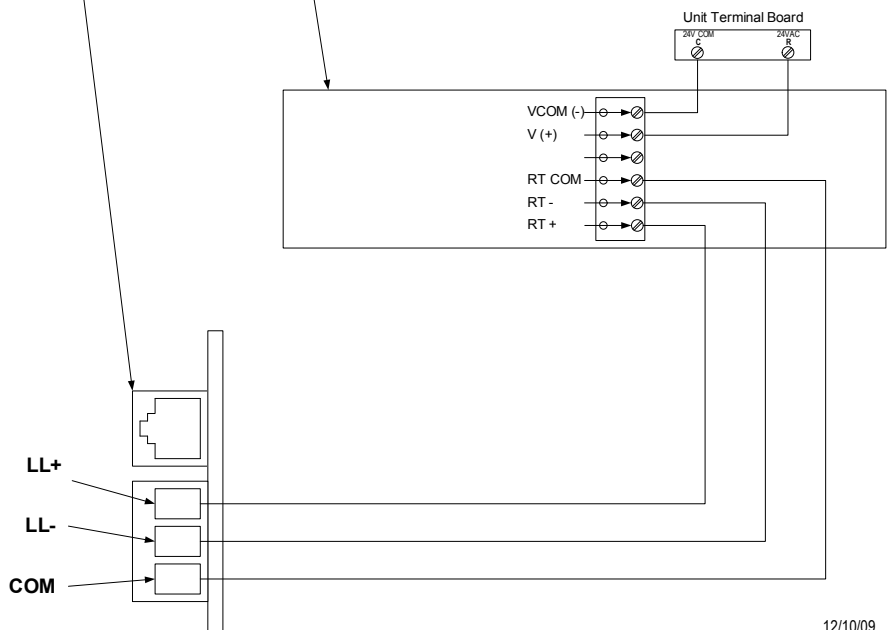 Unit Terminal Board
24V COM 24VAC
C R
VCOM (-)
V (+)
RT COM
RT -
RT +
LL+
LL-
COM
12/10/09